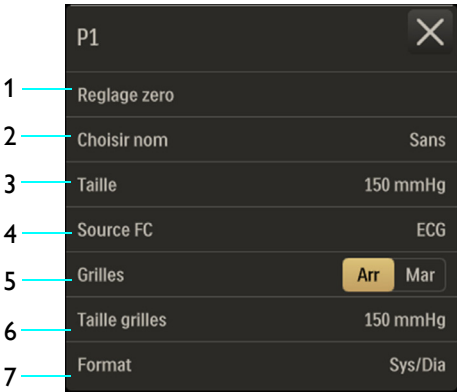 P1
1 Reglage zero
2 Choisir nom Sans
3 Taille 150 mmHg
4 Source FC ECG
5 Grilles Arr Mar
6 Taille grilles 150 mmHg
7 Format Sys/Dia